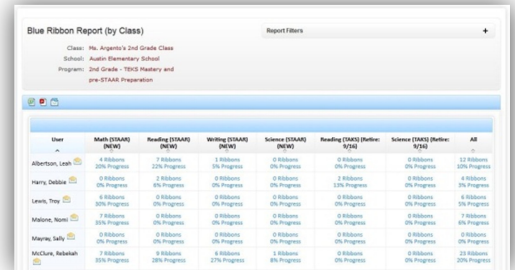 Blue Ribbon Report (by Class)
Report Filters +
Class: Ms. Argento's 2nd Grade Class
School: Austin Elementary School
Program: 2nd Grade - TEKS Mastery and
pre-STAAR Preparation
User Math (STAAR) (NEW) Reading (STAAR) (NEW) Writing (STAAR) (NEW) Science (STAAR) (NEW) Reading (TAKS) (Retire: 9/16) Science (TAKS) (Retire: 9/16) All
Albertson, Leah 4 Ribbons 7 Ribbons 1 Ribbons 0 Ribbons 0 Ribbons 0 Ribbons 12 Ribbons
20% Progress 22% Progress 5% Progress 0% Progress 0% Progress 0% Progress 10% Progress
Harry, Debbie 0 Ribbons 2 Ribbons 0 Ribbons 0 Ribbons 2 Ribbons 0 Ribbons 4 Ribbons
0% Progress 6% Progress 0% Progress 0% Progress 13% Progress 0% Progress Progress
Lewis, Troy 6 Ribbons 0 Ribbons 0 Ribbons 0 Ribbons 0 Ribbons 0 Ribbons 6 Ribbons
30% Progress 0% Progress 0% Progress 0% Progress 0% Progress 0% Progress 5% Progress
Malone, Nomi 7 Ribbons 0 Ribbons 0 Ribbons 0 Ribbons 0 Ribbons 0 Ribbons 7 Ribbons
35% Progress 0% Progress 0% Progress 0% Progress 0% Progress 0% Progress 6% Progress
Mayray, Sally 0 Ribbons 0 Ribbons 0 Ribbons 0 Ribbons 0 Ribbons 0 Ribbons 0 Ribbons
0% Progress 0% Progress 0% Progress 0% Progress 0% Progress 0% Progress 0% Progress
McClure, Rebekah 7 Ribbons 9 Ribbons 6 Ribbons 1 Ribbons 0 Ribbons 0 Ribbons 23 Ribbons
35% Progress 28% Progress 27% Progress 8% Progress 0% Progress 0% Progress 20% Progress